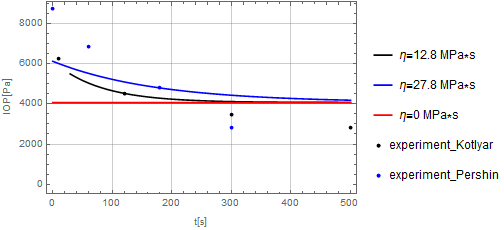 8000
6000
4000
2000
0
IOP[Pa]
0
100
200
300
400
500
t[s]
η=12.8 MPa*s
η=27.8 MPa*s
η=0 MPa*s
experiment_Kotlyar
experiment_Pershin